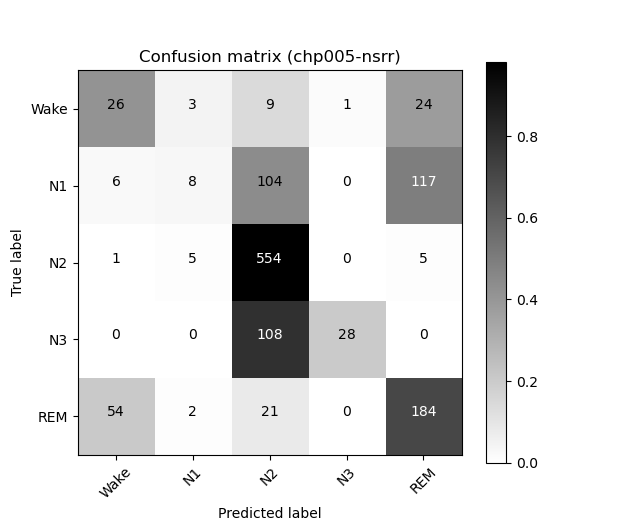 Confusion matrix (chp005-nsrr)
Wake 26 3 9 1 24
N1 6 8 104 0 117
N2 1 5 554 0 5
N3 0 0 108 28 0
REM 54 2 21 0 184
Wake N1 N2 N3 REM
Predicted label
True label
0.8
0.6
0.4
0.2
0.0